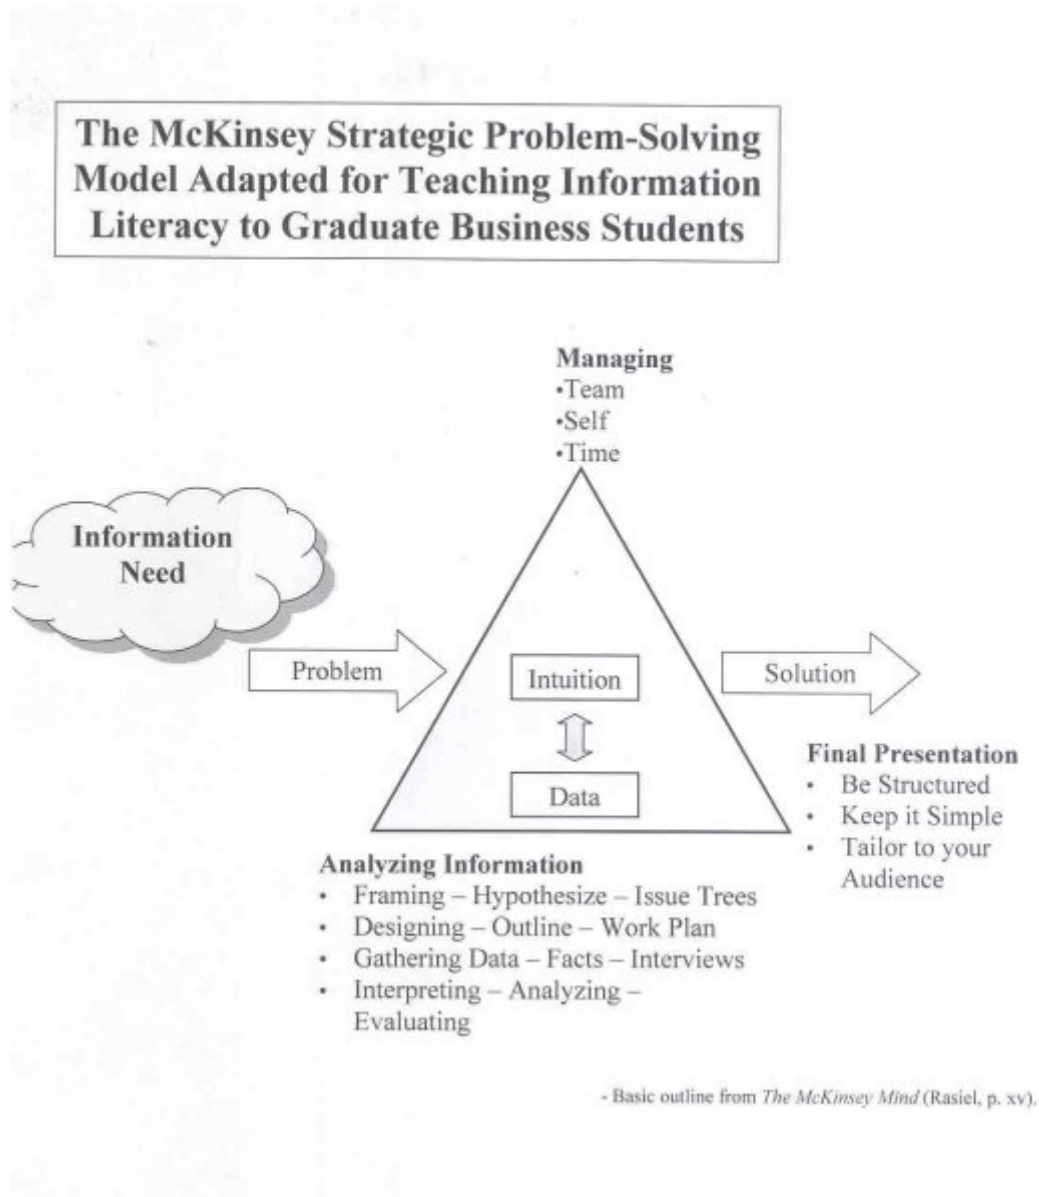 The McKinsey Strategic Problem-Solving
Model Adapted for Teaching Information
Literacy to Graduate Business Students
Managing
•Team
•Self
•Time
Information
Need
Problem
Intuition
Solution
Data
Final Presentation
• Be Structured
• Keep it Simple
• Tailor to your
Audience
Analyzing Information
• Framing – Hypothesize – Issue Trees
• Designing – Outline – Work Plan
• Gathering Data – Facts – Interviews
• Interpreting – Analyzing –
Evaluating
- Basic outline from The McKinsey Mind (Rasiel, p. xv).